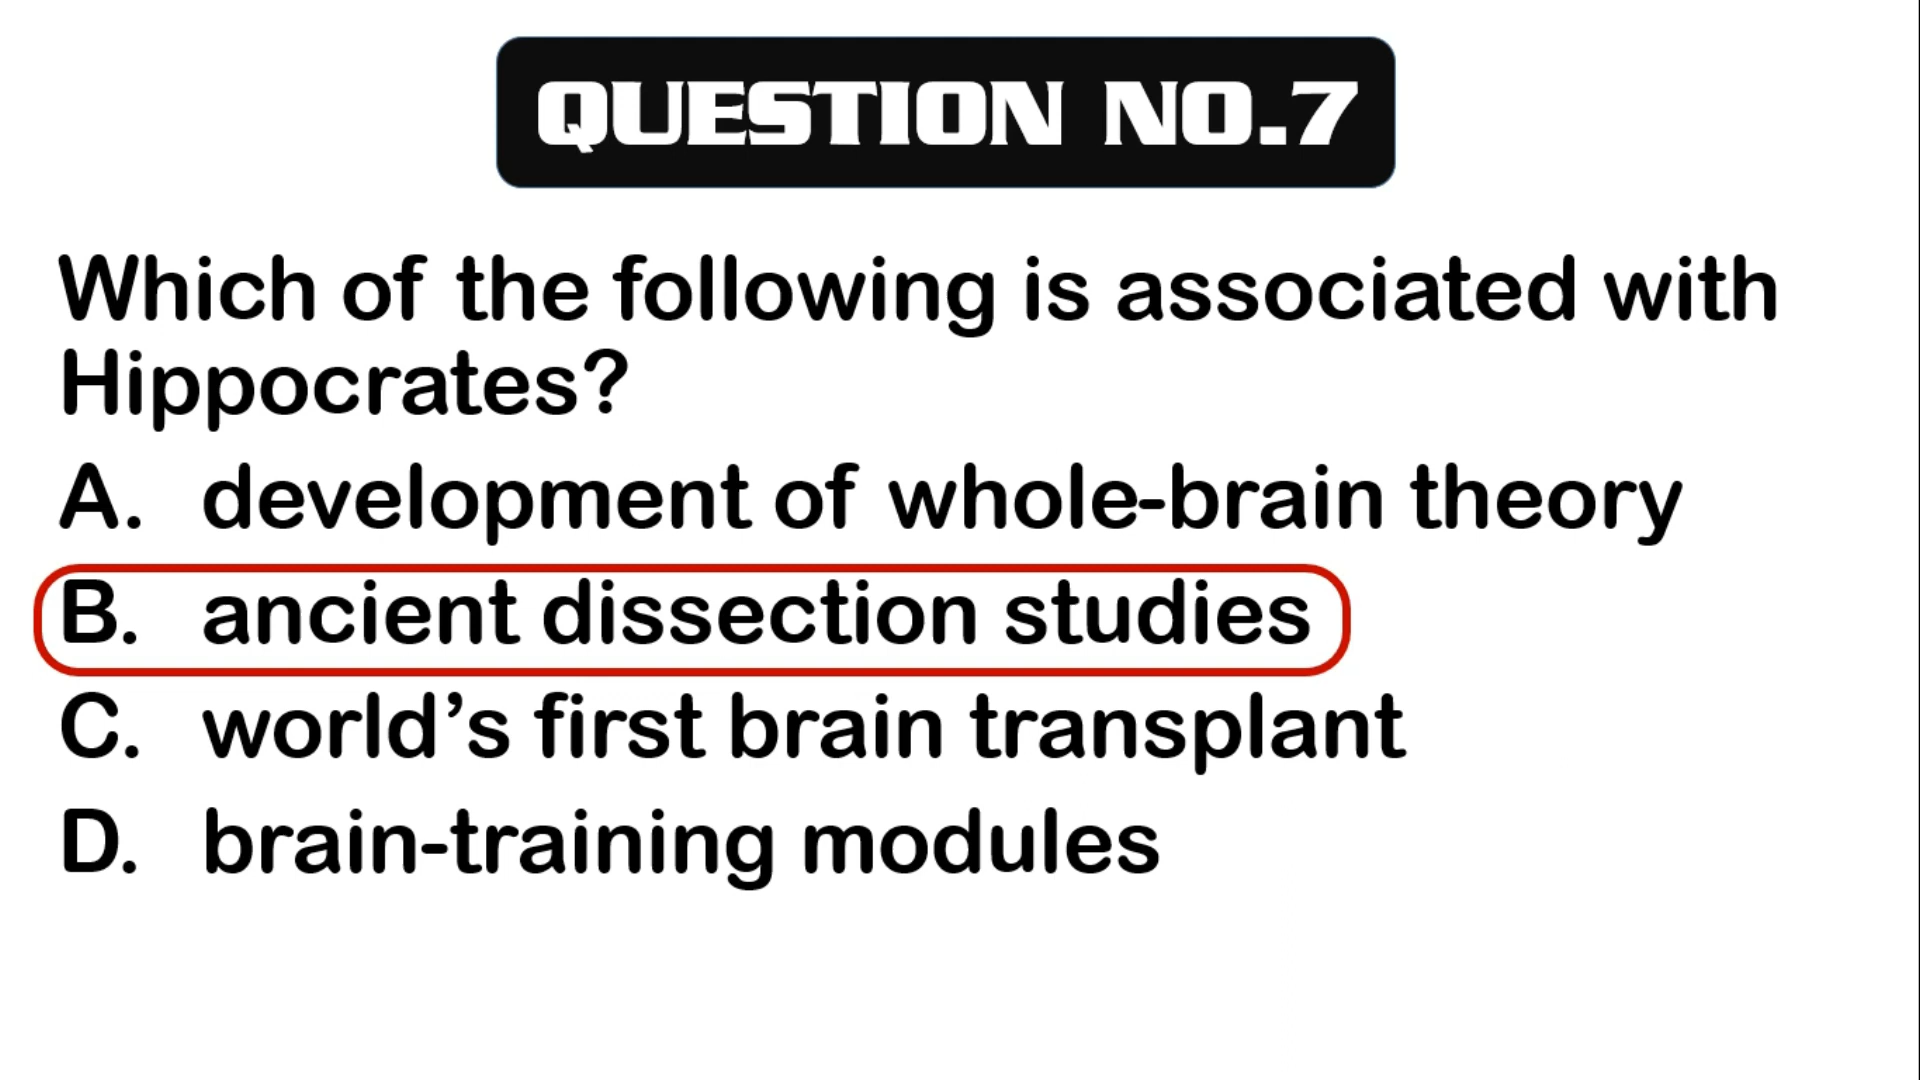 QUESTION NO.7
Which of the following is associated with
Hippocrates?
A. development of whole-brain theory
B. ancient dissection studies
C. world’s first brain transplant
D. brain-training modules